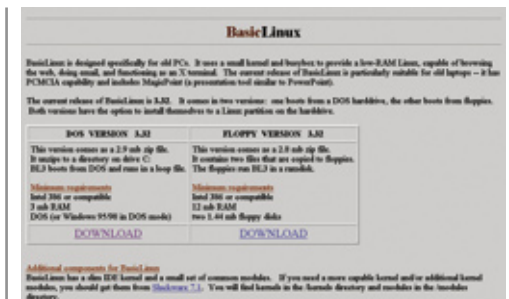 BasicLinux
BasicLinux is designed specifically for old PCs. It uses a small kernel and busybox to provide a low-RAM Linux, capable of browsing
the web, doing email, and functioning as an X terminal. The current release of BasicLinux is particularly suitable for old laptops -- it has
PCMCIA capability and includes MagicPoint (a presentation tool similar to PowerPoint).
The current release of BasicLinux is 3.32. It comes in two versions: one boots from a DOS harddrive, the other boots from floppies.
Both versions have the option to install themselves to a Linux partition on the harddrive.
DOS VERSION 3.32
This version comes as a 2.9 mb zip file.
It unzips to a directory on drive C:
BL3 boots from DOS and runs in a loop file.
Minimum requirements
Intel 386 or compatible
3 mb RAM
DOS (or Windows 95/98 in DOS mode)
DOWNLOAD
FLOPPY VERSION 3.32
This version comes as a 2.8 mb zip file.
It contains two files that are copied to floppies.
The floppies run BL3 in a ramdisk.
Minimum requirements
Intel 386 or compatible
12 mb RAM
two 1.44 mb floppy disks
DOWNLOAD
Additional components for BasicLinux
BasicLinux has a slim IDE kernel and a small set of common modules. If you need a more capable kernel and/or additional kernel
modules, you should get them from Slackware 7.1. You will find kernels in the /kernels directory and modules in the /modules
directory.